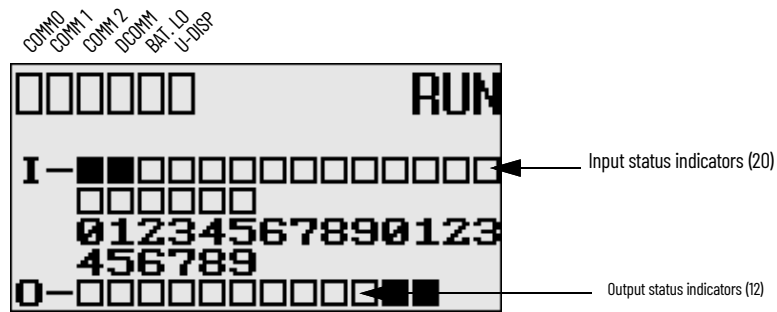 COMM0 COMM 1 COMM 2 DCOMM BAT. LO U-DISP
RUN
I
Input status indicators (20)
01234567890123
456789
O
Output status indicators (12)